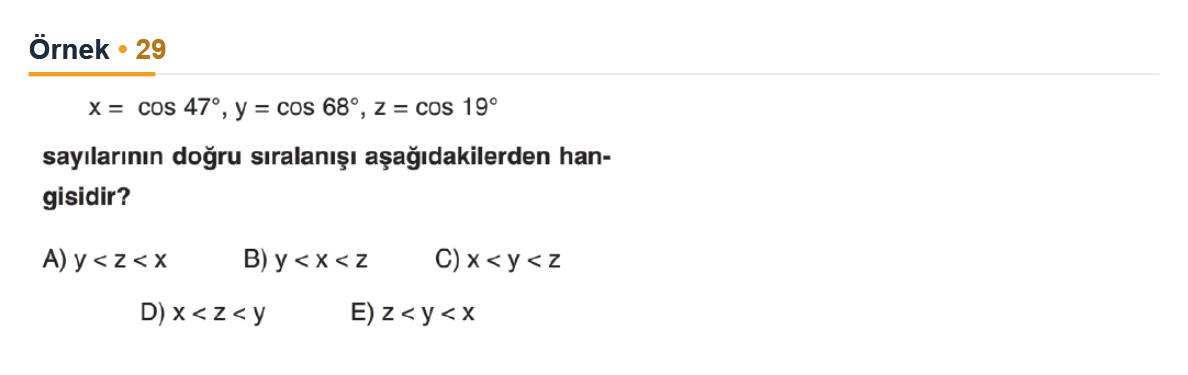 Örnek • 29
x = cos 47°, y = cos 68°, z = cos 19°
sayılarının doğru sıralanışı aşağıdakilerden han-
gisidir?
A) y < z < x B) y < x < z C) x < y < z
D) x < z < y E) z < y < x